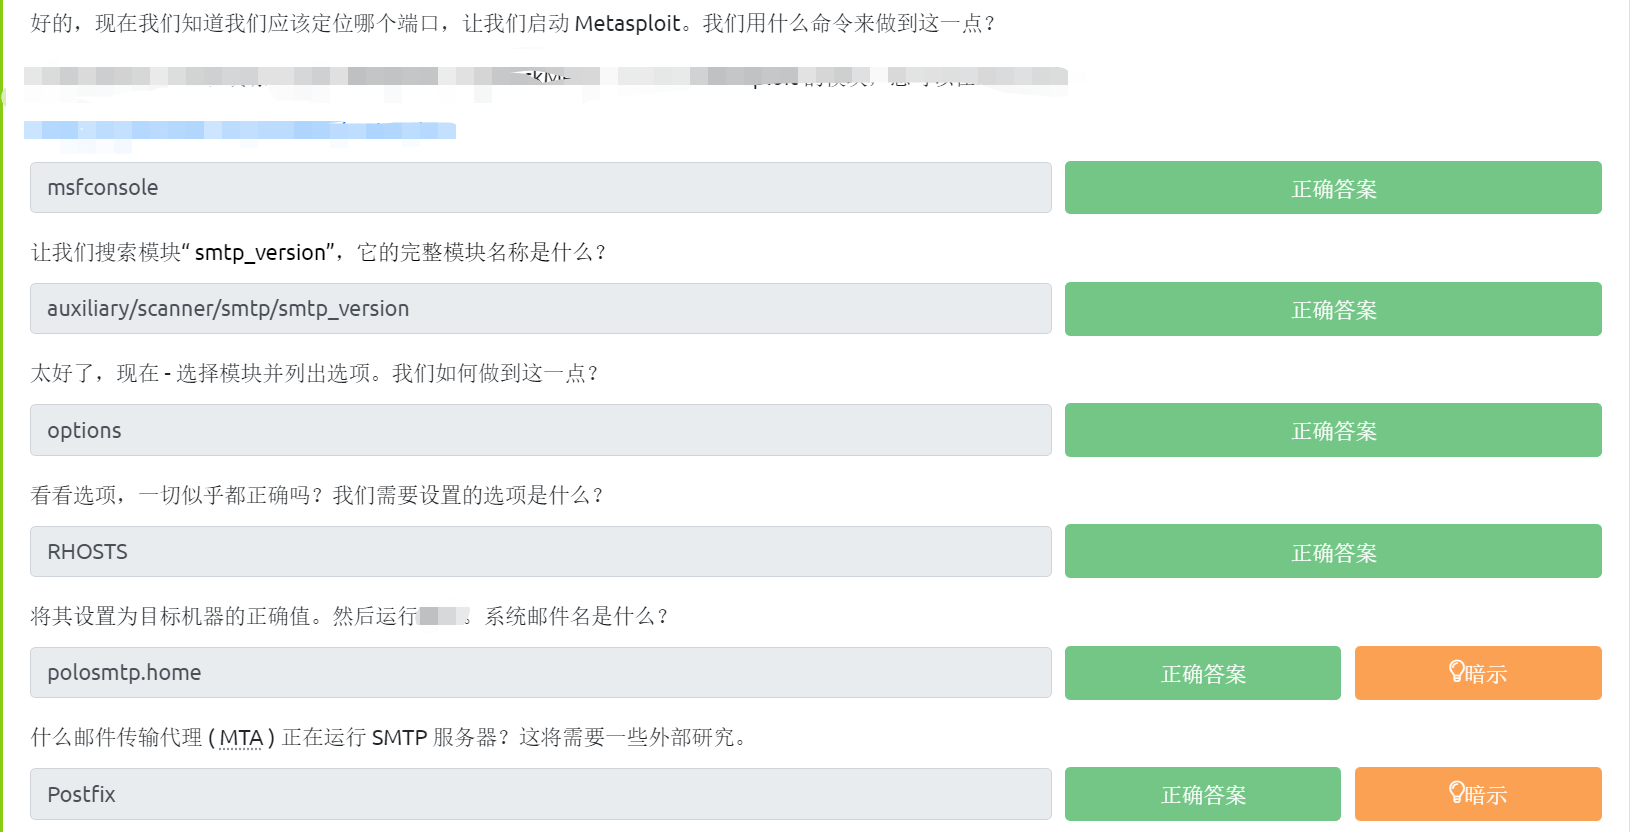 好的，现在我们知道我们应该定位哪个端口，让我们启动 Metasploit。我们用什么命令来做到这一点？
msfconsole
正确答案
让我们搜索模块“ smtp_version”，它的完整模块名称是什么？
auxiliary/scanner/smtp/smtp_version
正确答案
太好了，现在 - 选择模块并列出选项。我们如何做到这一点？
options
正确答案
看看选项，一切似乎都正确吗？我们需要设置的选项是什么？
RHOSTS
正确答案
将其设置为目标机器的正确值。然后运行 。系统邮件名是什么？
polosmtp.home
正确答案
暗示
什么邮件传输代理 ( MTA ) 正在运行 SMTP 服务器？这将需要一些外部研究。
Postfix
正确答案
暗示